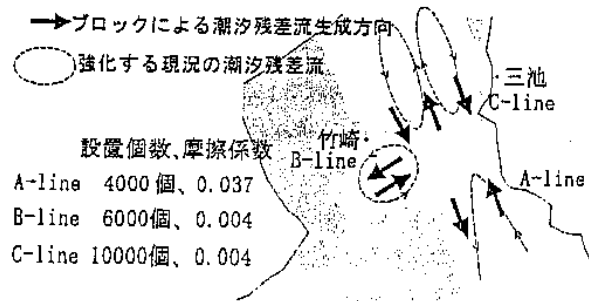 ブロックによる潮汐残差流生成方向
強化する現況の潮汐残差流
・三池
C-line
竹崎・
B-line
A-line
設置個数、摩擦係数
A-line 4000個、0.037
B-line 6000個、0.004
C-line 10000個、0.004